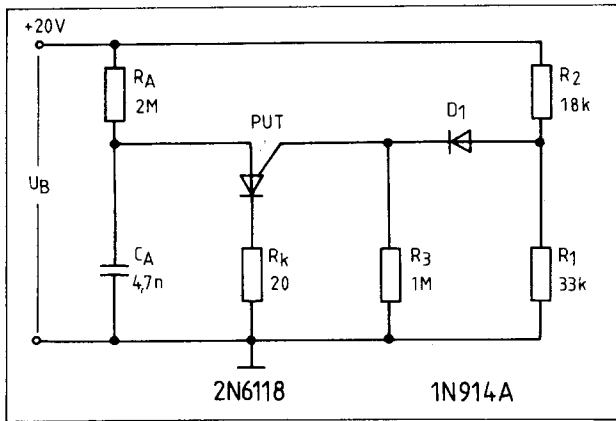 +20V
RA
2M
R2
18k
PUT
D1
UB
CA
4,7n
Rk
20
R3
1M
R1
33k
2N6118
1N914A